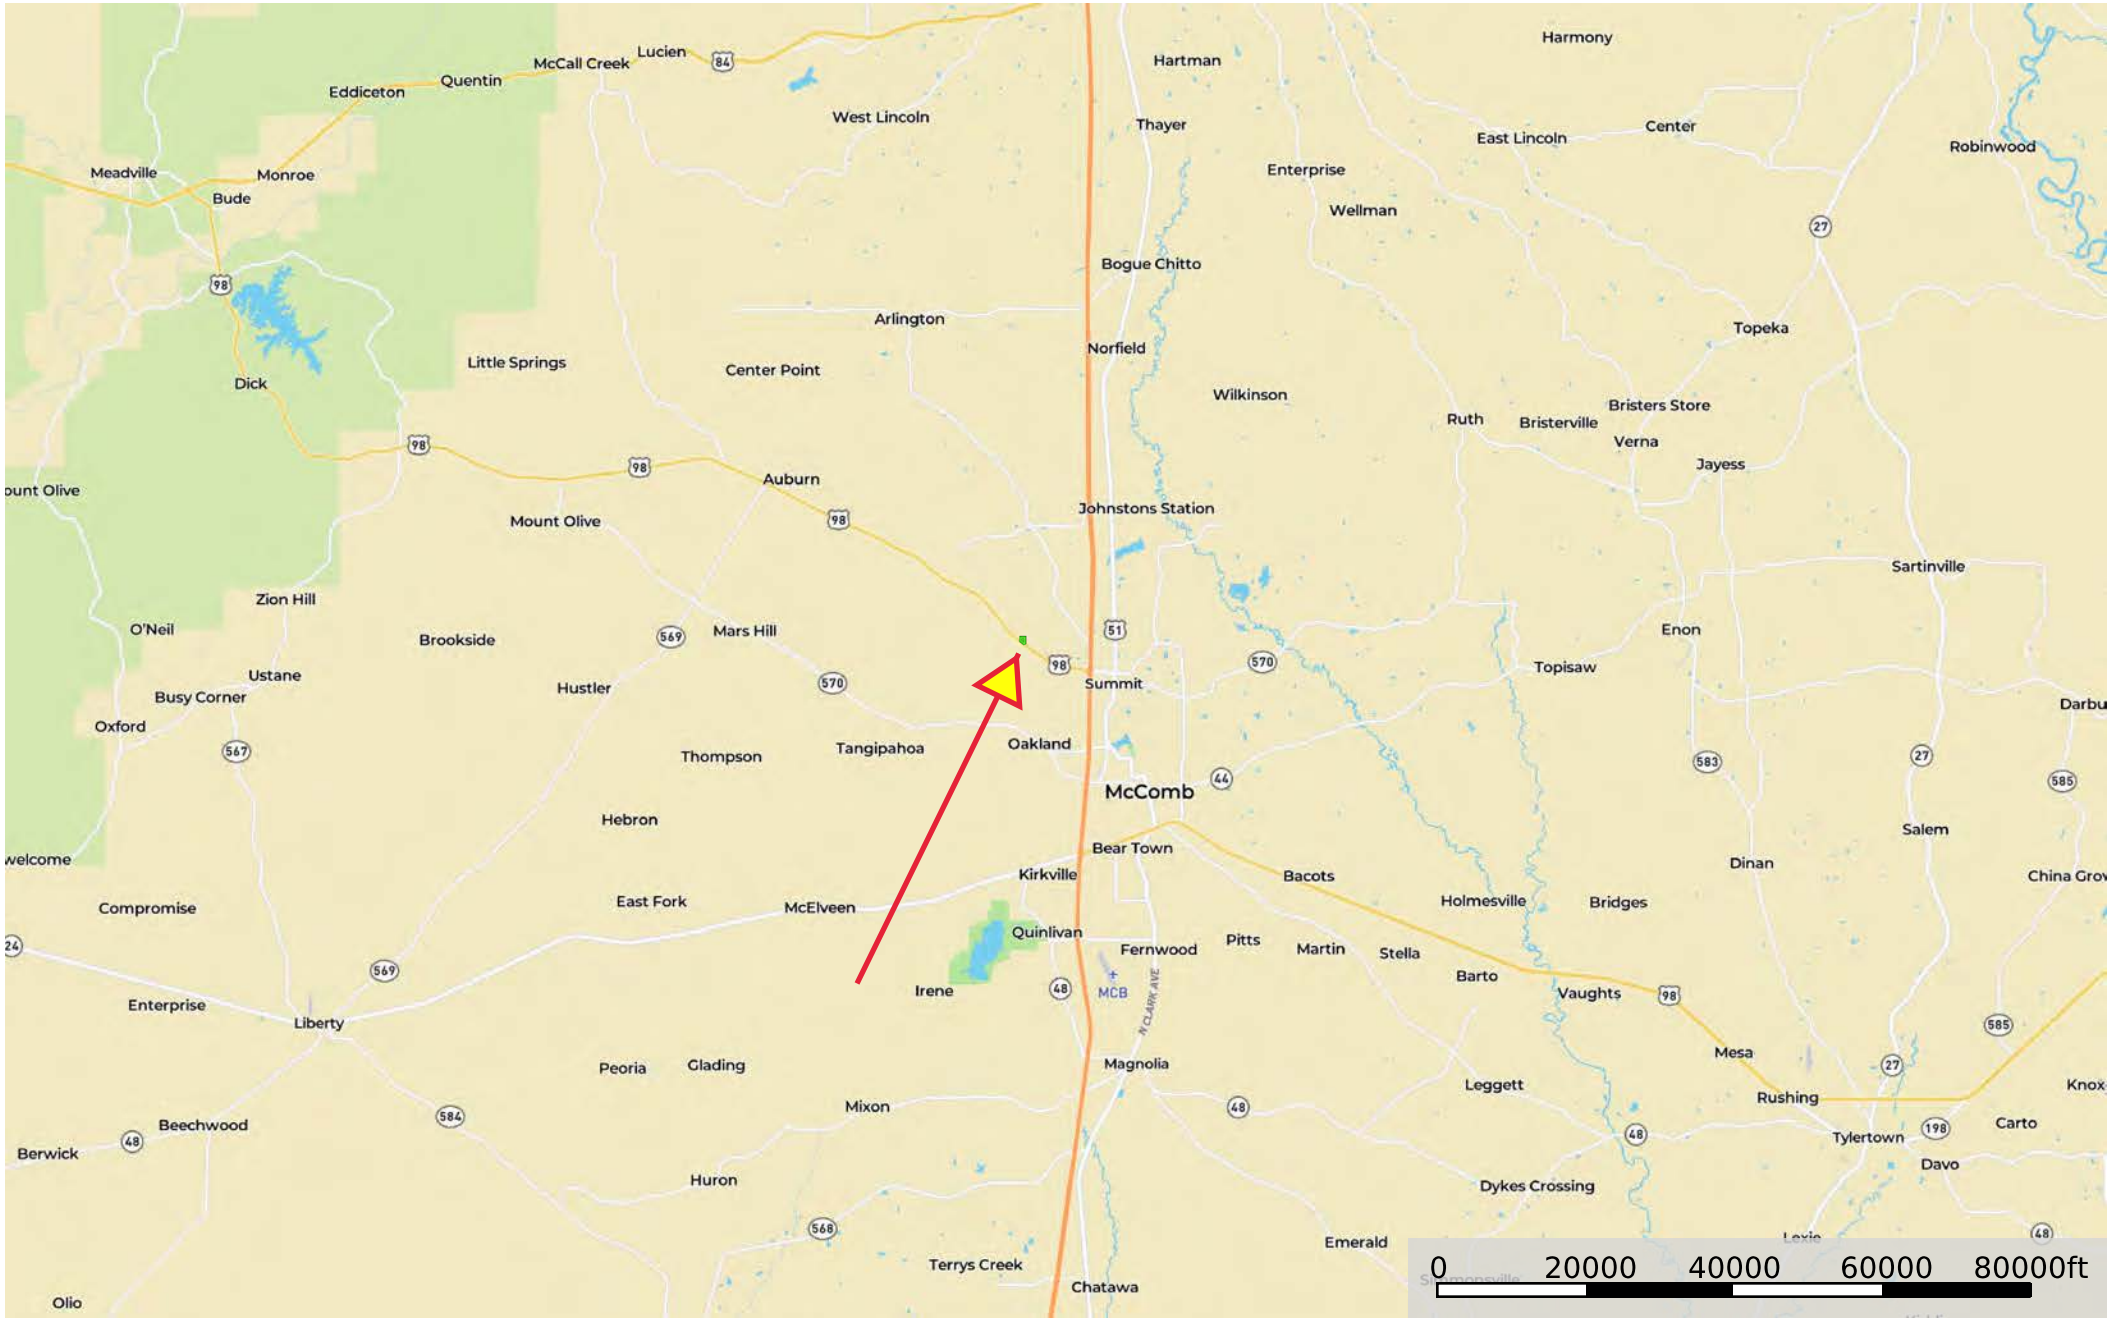 Harmony
Lucien
84
McCall Creek
Hartman
Quentin
Eddiceton
West Lincoln
Thayer
Center
East Lincoln
Robinwood
Meadville
Monroe
Enterprise
Bude
Wellman
27
Bogue Chitto
98
Arlington
Topeka
Norfield
Little Springs
Center Point
Dick
Wilkinson
Bristers Store
Ruth
Bristerville
Verna
98
98
Jayess
Auburn
ount Olive
Johnstons Station
Mount Olive
98
Sartinville
Zion Hill
O'Neil
Brookside
569
Mars Hill
51
Enon
98
570
Topisaw
Ustane
Hustler
570
Summit
Busy Corner
Darbu
Oxford
567
Thompson
Tangipahoa
Oakland
27
583
44
585
McComb
Hebron
Salem
welcome
Bear Town
Dinan
Kirkville
Bacots
China Grov
Compromise
East Fork
McElveen
Holmesville
Bridges
24
Quinlivan
Fernwood
Pitts
Martin
Stella
569
Barto
Irene
48
MCB
Vaughts
98
N CLARK AVE
Enterprise
Liberty
585
Mesa
Peoria
Glading
Magnolia
27
Leggett
Knox
Rushing
Mixon
48
584
Beechwood
48
48
Tylertown
198
Carto
Berwick
Davo
Huron
Dykes Crossing
568
Emerald
Lexie
48
Terrys Creek
Simmonsville
0 20000 40000 60000 80000ft
Chatawa
Olio